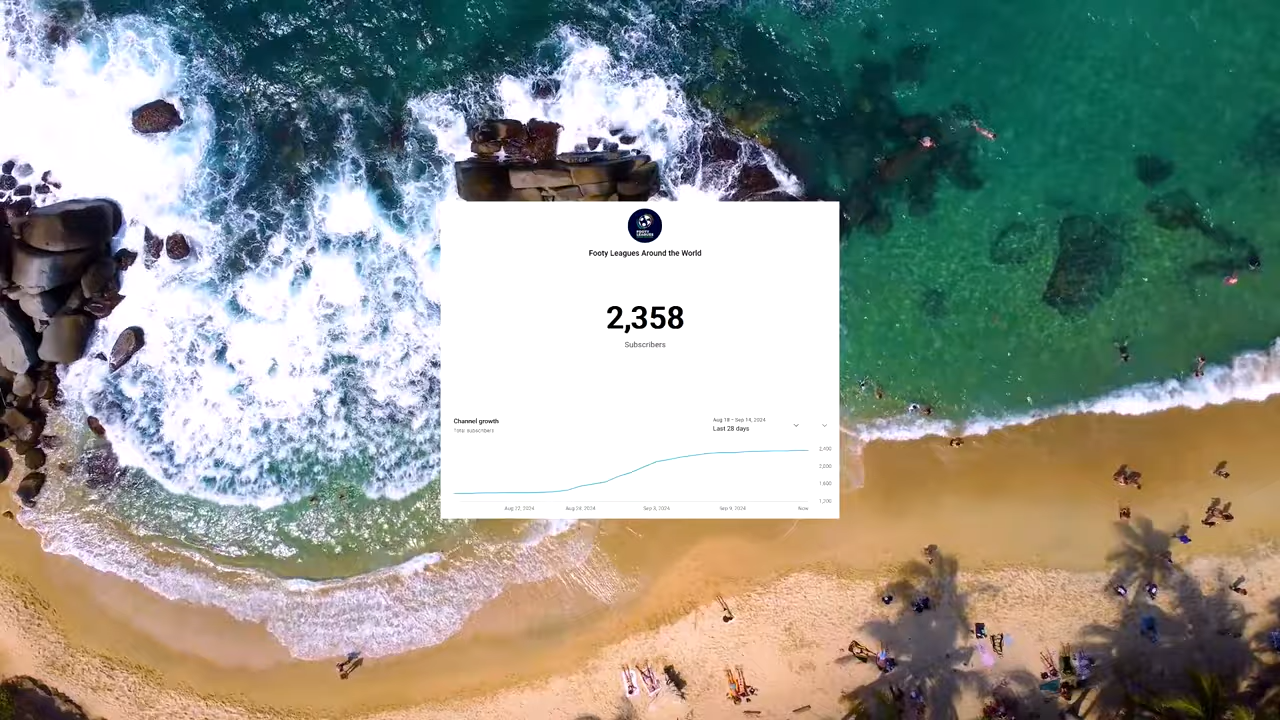 FOOTY
LEAGUES
Footy Leagues Around the World
2,358
Subscribers
Channel growth
Total subscribers
Aug 18 – Sep 14, 2024
Last 28 days
2,400
2,000
1,600
1,200
Aug 22, 2024
Aug 28, 2024
Sep 3, 2024
Sep 9, 2024
Now